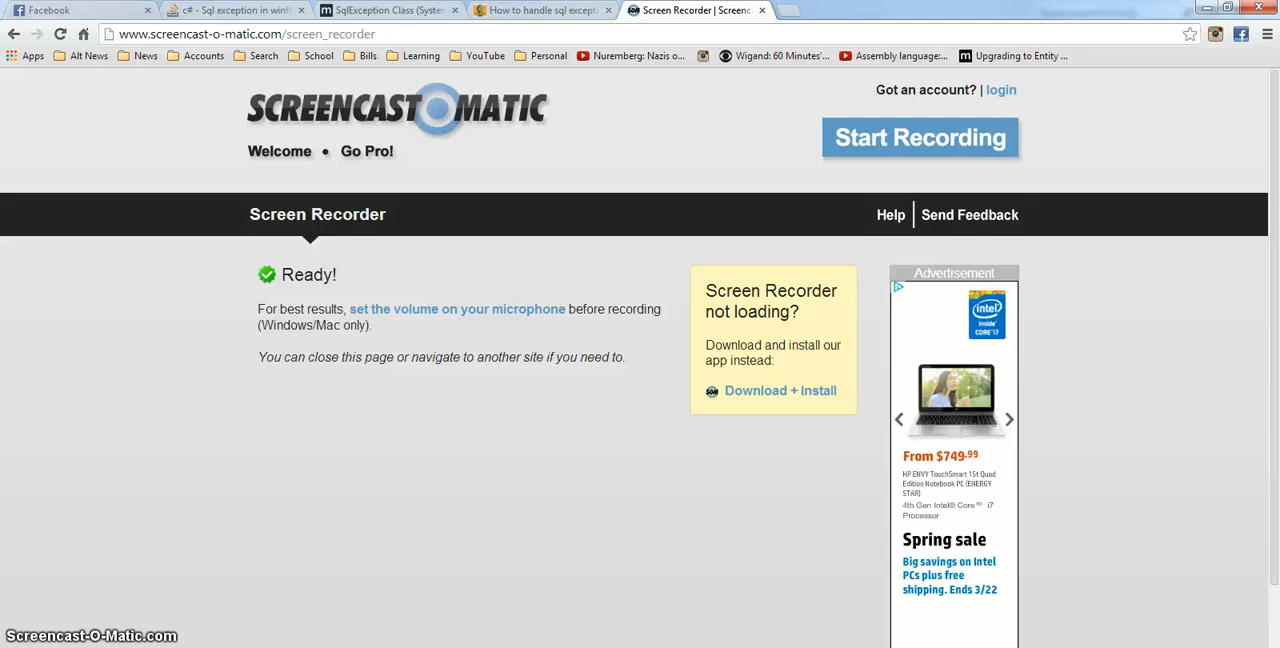 Facebook
c# - Sql exception in winfo
SqlException Class (System
How to handle sql except
Screen Recorder | Screenc
www.screencast-o-matic.com/screen_recorder
Apps
Alt News
News
Accounts
Search
School
Bills
Learning
YouTube
Personal
Nuremberg: Nazis o...
Wigand: 60 Minutes'...
Assembly language:...
Upgrading to Entity ...
SCREENCAST O MATIC
Got an account? | login
Start Recording
Welcome • Go Pro!
Screen Recorder
Help
Send Feedback
Ready!
For best results, set the volume on your microphone before recording
(Windows/Mac only).
You can close this page or navigate to another site if you need to.
Screen Recorder
not loading?
Download and install our
app instead:
SOM
Download + Install
Advertisement
intel
inside
CORE i7
From $749.99
HP ENVY TouchSmart 15t Quad
Edition Notebook PC (ENERGY
STAR)
4th Gen Intel® Core™ i7
Processor
Spring sale
Big savings on Intel
PCs plus free
shipping. Ends 3/22
Screencast-O-Matic.com